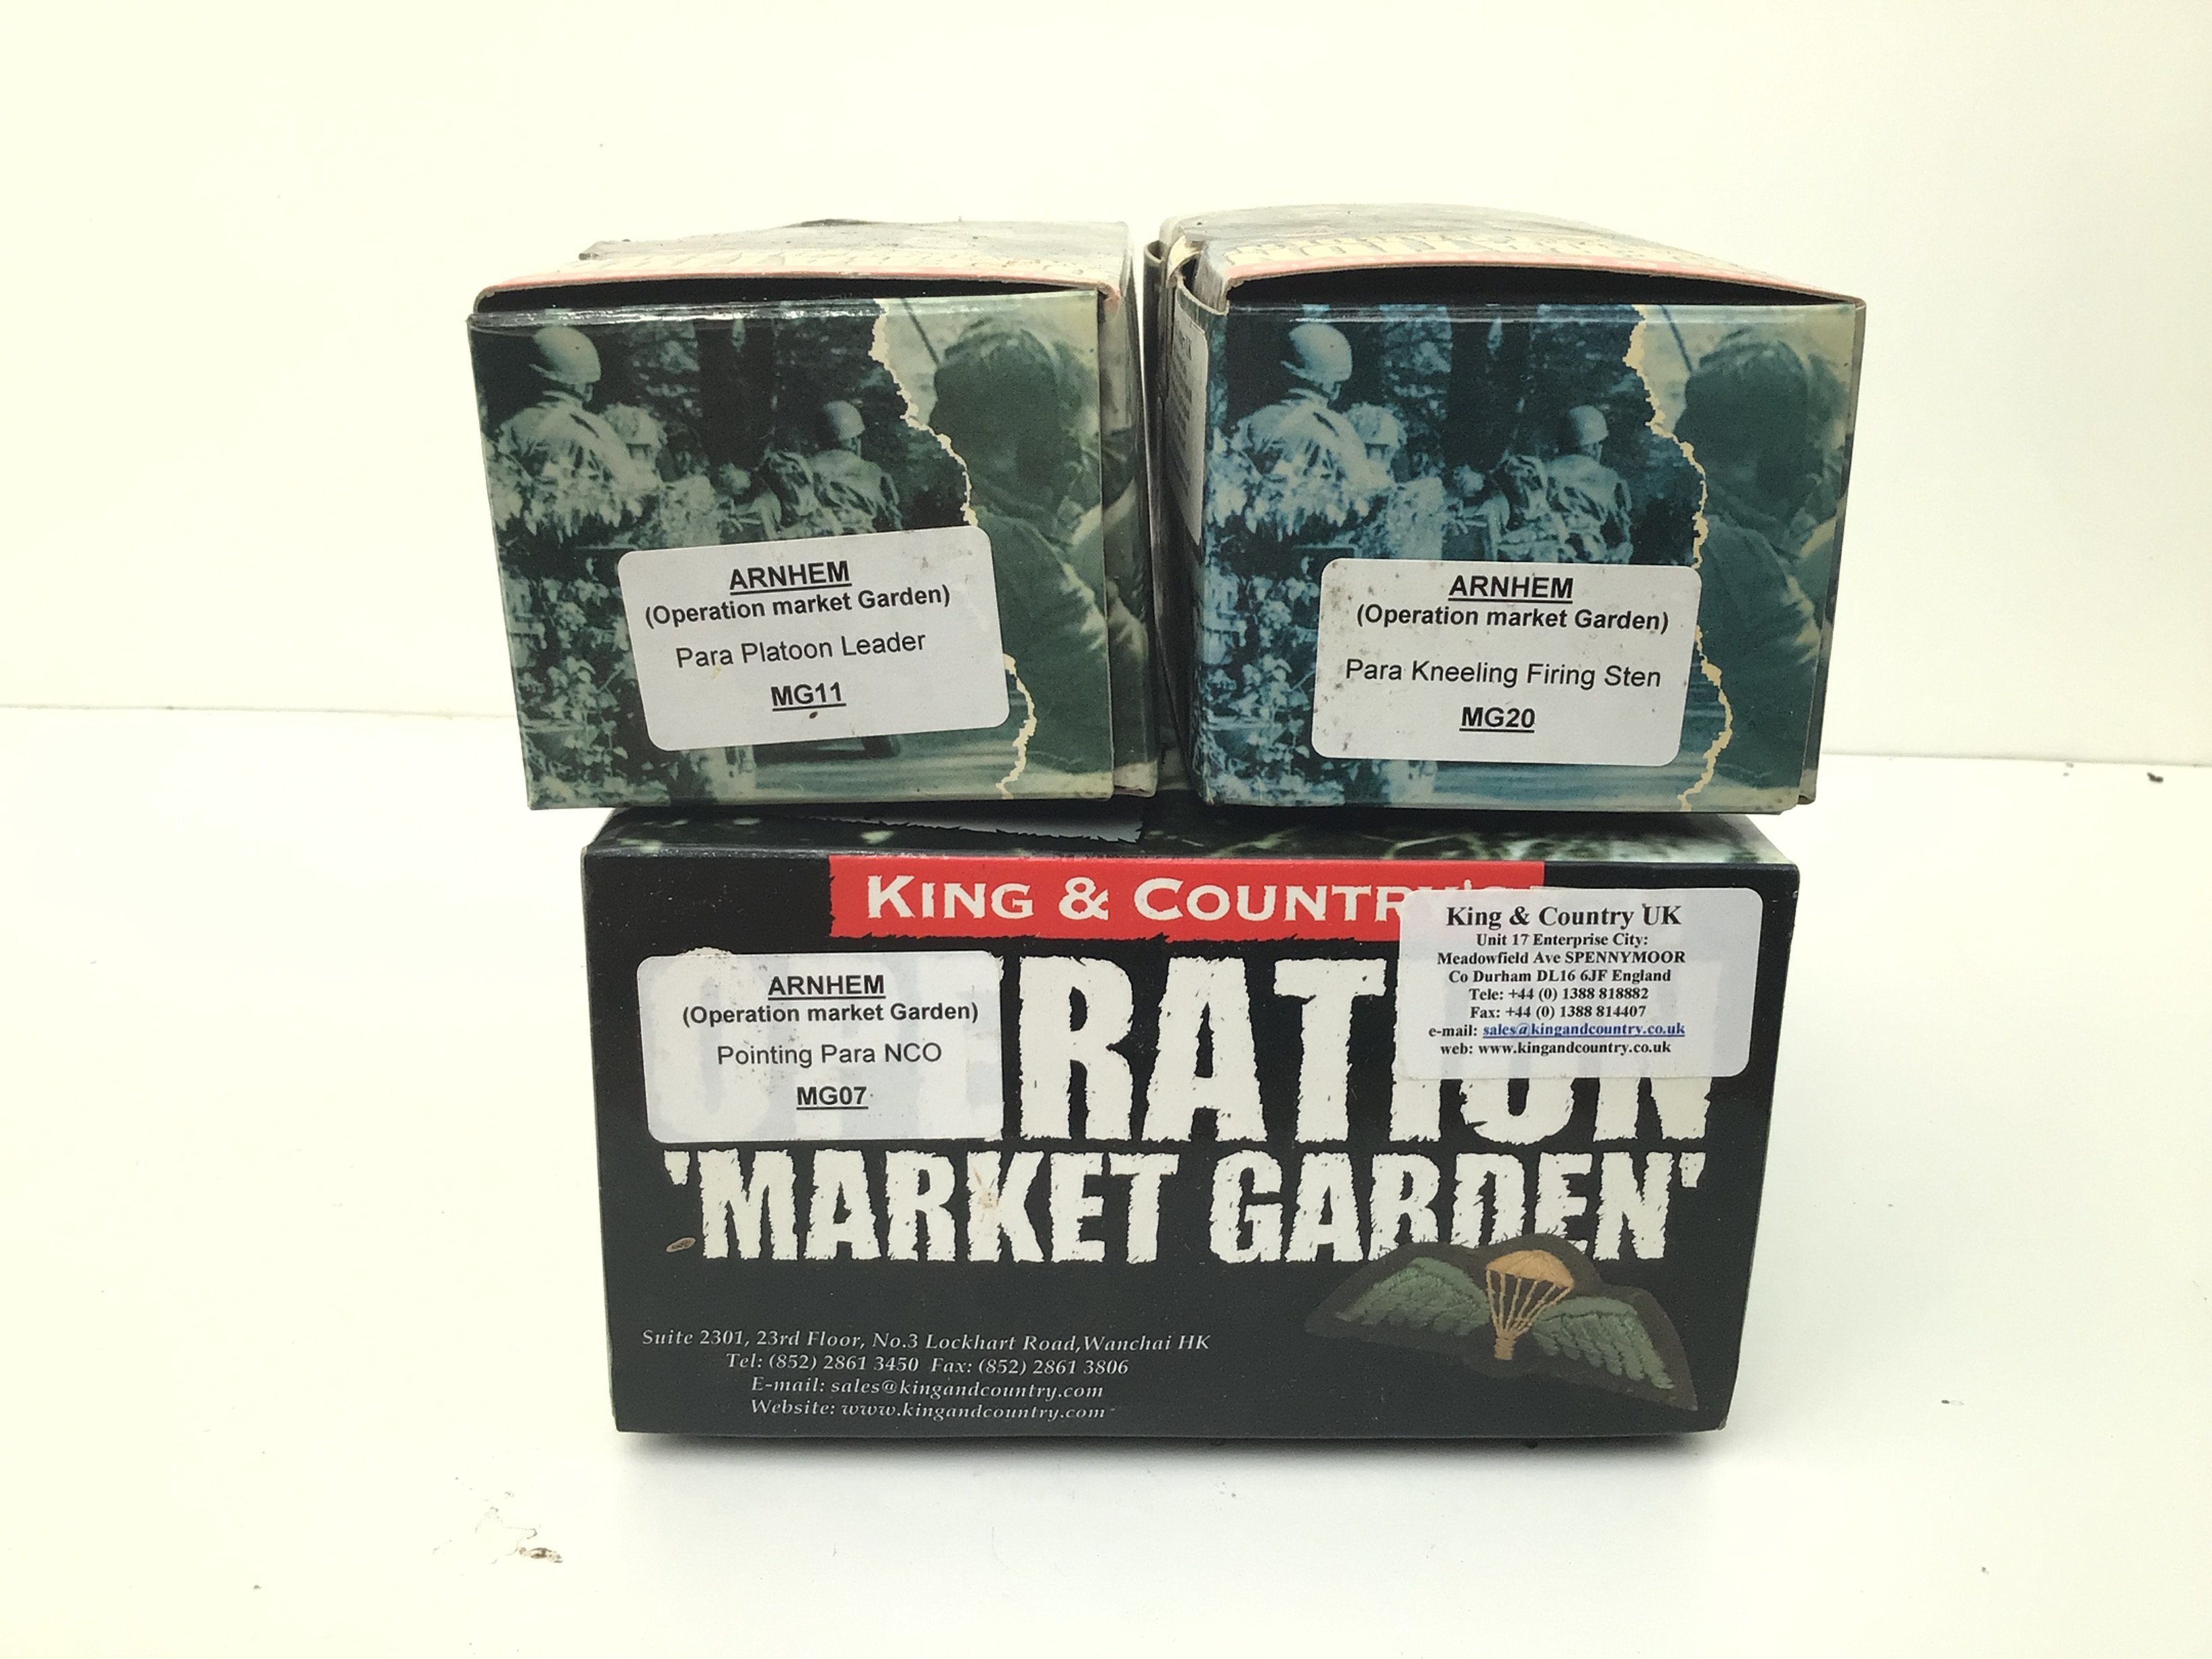 ARNHEM
(Operation market Garden)
Para Platoon Leader
MG11
ARNHEM
(Operation market Garden)
Para Kneeling Firing Sten
MG20
KING & COUNTRY'S
ARNHEM
(Operation market Garden)
Pointing Para NCO
MG07
King & Country UK
Unit 17 Enterprise City:
Meadowfield Ave SPENNYMOOR
Co Durham DL16 6JF England
Tele: +44 (0) 1388 818882
Fax: +44 (0) 1388 814407
e-mail: sales@kingandcountry.co.uk
web: www.kingandcountry.co.uk
OPERATION
'MARKET GARDEN'
Suite 2301, 23rd Floor, No.3 Lockhart Road,Wanchai HK
Tel: (852) 2861 3450 Fax: (852) 2861 3806
E-mail: sales@kingandcountry.com
Website: www.kingandcountry.com